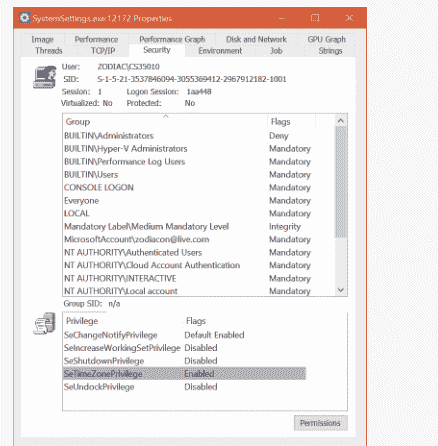 SystemSettings.exe:12172 Properties
Image Performance Performance Graph Disk and Network GPU Graph
Threads TCP/IP Security Environment Job Strings
User: ZODIAC\CS35010
SID: S-1-5-21-3537846094-3055369412-2967912182-1001
Session: 1 Logon Session: 1aa448
Virtualized: No Protected: No
Group Flags
BUILTIN\Administrators Deny
BUILTIN\Hyper-V Administrators Mandatory
BUILTIN\Performance Log Users Mandatory
BUILTIN\Users Mandatory
CONSOLE LOGON Mandatory
Everyone Mandatory
LOCAL Mandatory
Mandatory Label\Medium Mandatory Level Integrity
MicrosoftAccount\zodiacon@live.com Mandatory
NT AUTHORITY\Authenticated Users Mandatory
NT AUTHORITY\Cloud Account Authentication Mandatory
NT AUTHORITY\INTERACTIVE Mandatory
NT AUTHORITY\Local account Mandatory
Group SID: n/a
Privilege Flags
SeChangeNotifyPrivilege Default Enabled
SeIncreaseWorkingSetPrivilege Disabled
SeShutdownPrivilege Disabled
SeTimeZonePrivilege Enabled
SeUndockPrivilege Disabled
Permissions